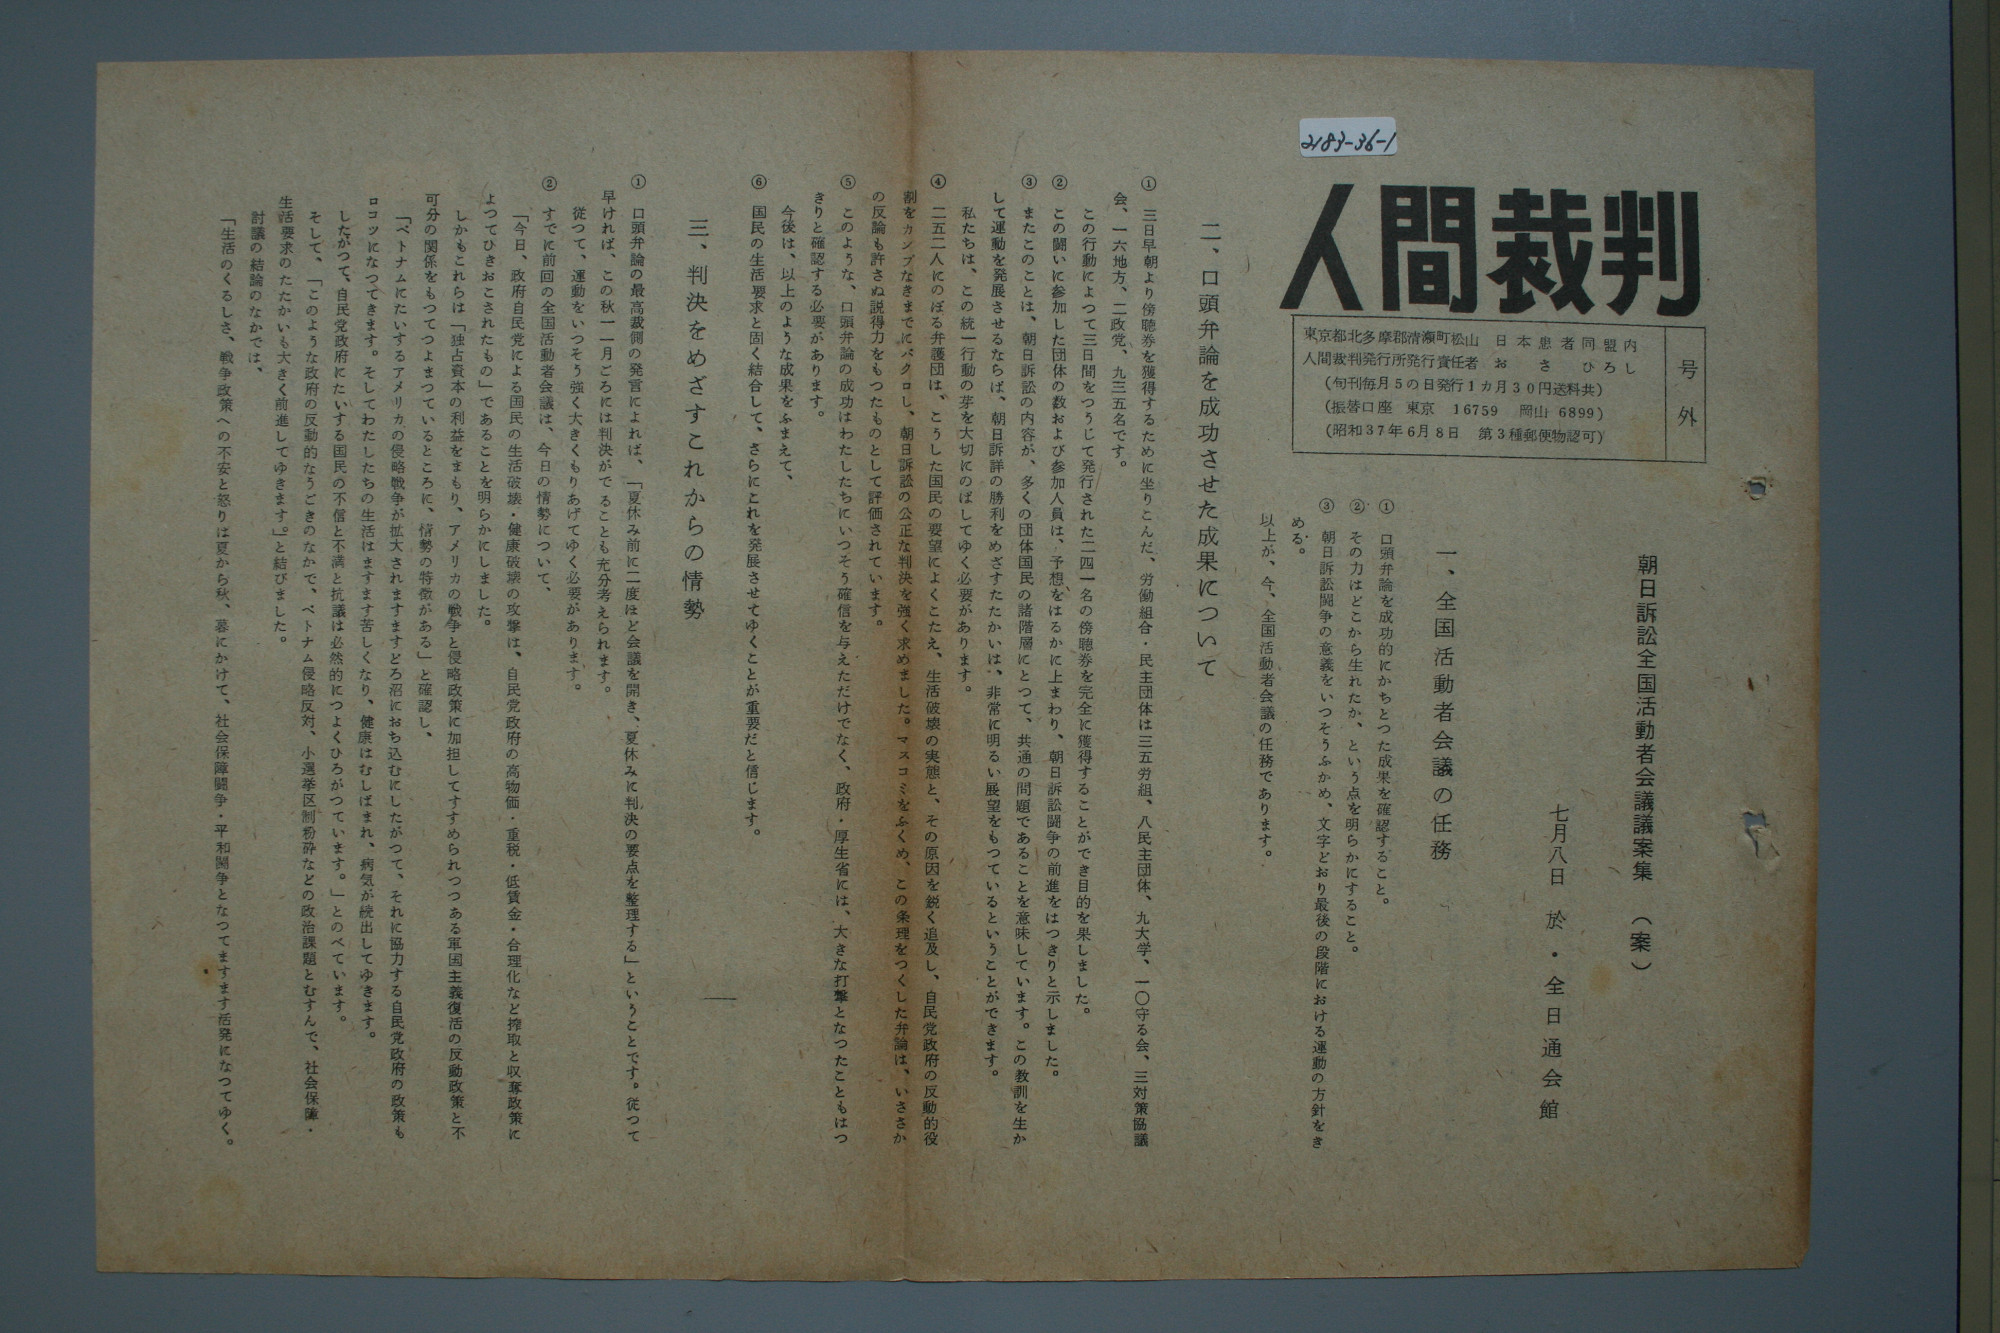 2183-36-1
人間裁判
号外
東京都北多摩郡清瀬町松山 日本患者同盟内
人間裁判発行所発行責任者 おさ ひろし
(旬刊毎月5の日発行1カ月30円送料共)
(振替口座 東京 16759 岡山 6899)
(昭和37年6月8日 第3種郵便物認可)
朝日訴訟全国活動者会議議案集 (案)
七月八日 於・全日通会館
一、全国活動者会議の任務
① 口頭弁論を成功的にかちとつた成果を確認すること。
② その力はどこから生れたか、という点を明らかにすること。
③ 朝日訴訟闘争の意義をいつそうふかめ、文字どおり最後の段階における運動の方針をき
める。
以上が、今、全国活動者会議の任務であります。
二、口頭弁論を成功させた成果について
① 三日早朝より傍聴券を獲得するために坐りこんだ、労働組合・民主団体は三五労組、八民主団体、九大学、一〇守る会、三対策協議
会、一六地方、二政党、九三五名です。
この行動によつて三日間をつうじて発行された二四一名の傍聴券を完全に獲得することができ目的を果しました。
② この闘いに参加した団体の数および参加人員は、予想をはるかに上まわり、朝日訴訟闘争の前進をはつきりと示しました。
③ またこのことは、朝日訴訟の内容が、多くの団体国民の諸階層にとつて、共通の問題であることを意味しています。この教訓を生か
して運動を発展させるならば、朝日訴詳の勝利をめざすたたかいは、非常に明るい展望をもつているということができます。
私たちは、この統一行動の芽を大切にのばしてゆく必要があります。
④ 二五二人にのぼる弁護団は、こうした国民の要望によくこたえ、生活破壊の実態と、その原因を鋭く追及し、自民党政府の反動的役
割をカンプなきまでにバクロし、朝日訴訟の公正な判決を強く求めました。マスコミをふくめ、この条理をつくした弁論は、いささか
の反論も許さぬ説得力をもつたものとして評価されています。
⑤ このような、口頭弁論の成功はわたしたちにいつそう確信を与えただけでなく、政府・厚生省には、大きな打撃となつたこともはつ
きりと確認する必要があります。
今後は、以上のような成果をふまえて、
⑥ 国民の生活要求と固く結合して、さらにこれを発展させてゆくことが重要だと信じます。
三、判決をめざすこれからの情勢
① 口頭弁論の最高裁側の発言によれば、「夏休み前に二度ほど会議を開き、夏休みに判決の要点を整理する」ということです。従つて
早ければ、この秋一一月ごろには判決がでることも充分考えられます。
従つて、運動をいつそう強く大きくもりあげてゆく必要があります。
② すでに前回の全国活動者会議は、今日の情勢について、
「今日、政府自民党による国民の生活破壊・健康破壊の攻撃は、自民党政府の高物価・重税・低賃金・合理化など搾取と収奪政策に
よつてひきおこされたもの」であることを明らかにしました。
しかもこれらは「独占資本の利益をまもり、アメリカの戦争と侵略政策に加担してすすめられつつある軍国主義復活の反動政策と不
可分の関係をもつてつよまつているところに、情勢の特徴がある」と確認し、
「ベトナムにたいするアメリカの侵略戦争が拡大されますますどろ沼におち込むにしたがつて、それに協力する自民党政府の政策も
ロコツになつてきます。そしてわたしたちの生活はますます苦しくなり、健康はむしばまれ、病気が続出してゆきます。
したがつて、自民党政府にたいする国民の不信と不満と抗議は必然的につよくひろがつています。」とのべています。
そして、「このような政府の反動的なうごきのなかで、ベトナム侵略反対、小選挙区制粉砕などの政治課題とむすんで、社会保障・
生活要求のたたかいも大きく前進してゆきます。」と結びました。
討議の結論のなかでは、
「生活のくるしさ、戦争政策への不安と怒りは夏から秋、暮にかけて、社会保障闘争・平和闘争となつてますます活発になつてゆく。
一